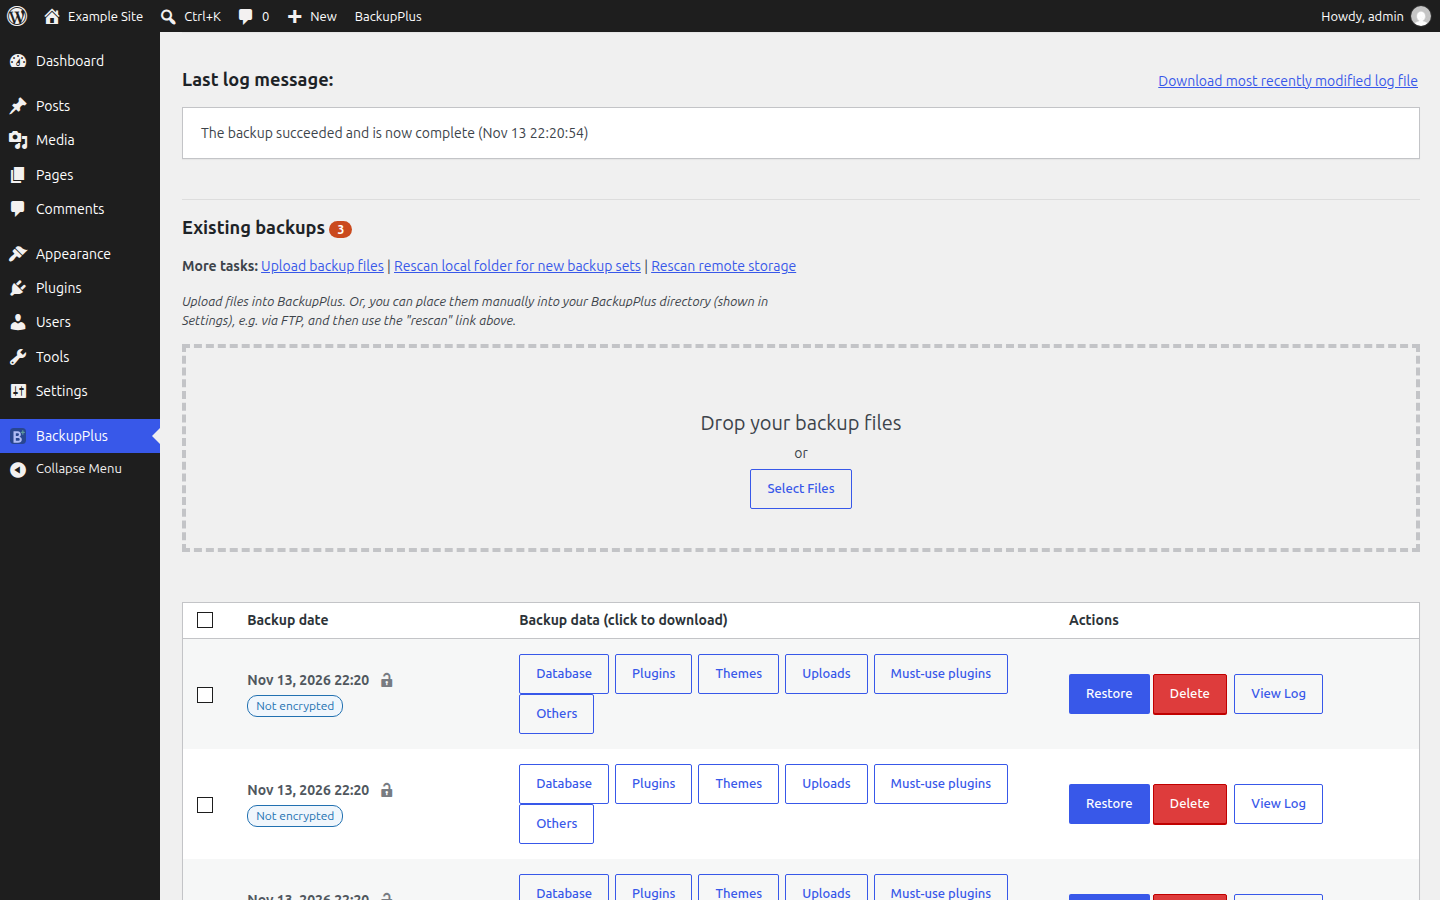 Example Site
Ctrl+K
0
New
BackupPlus
Howdy, admin
Dashboard
Posts
Media
Pages
Comments
Appearance
Plugins
Users
Tools
Settings
BackupPlus
Collapse Menu
Last log message:
Download most recently modified log file
The backup succeeded and is now complete (Nov 13 22:20:54)
Existing backups 3
More tasks: Upload backup files | Rescan local folder for new backup sets | Rescan remote storage
Upload files into BackupPlus. Or, you can place them manually into your BackupPlus directory (shown in
Settings), e.g. via FTP, and then use the "rescan" link above.
Drop your backup files
or
Select Files
Backup date
Backup data (click to download)
Actions
Nov 13, 2026 22:20
Not encrypted
Database
Plugins
Themes
Uploads
Must-use plugins
Others
Restore
Delete
View Log
Nov 13, 2026 22:20
Not encrypted
Database
Plugins
Themes
Uploads
Must-use plugins
Others
Restore
Delete
View Log
Nov 13, 2026 22:20
Database
Plugins
Themes
Uploads
Must-use plugins